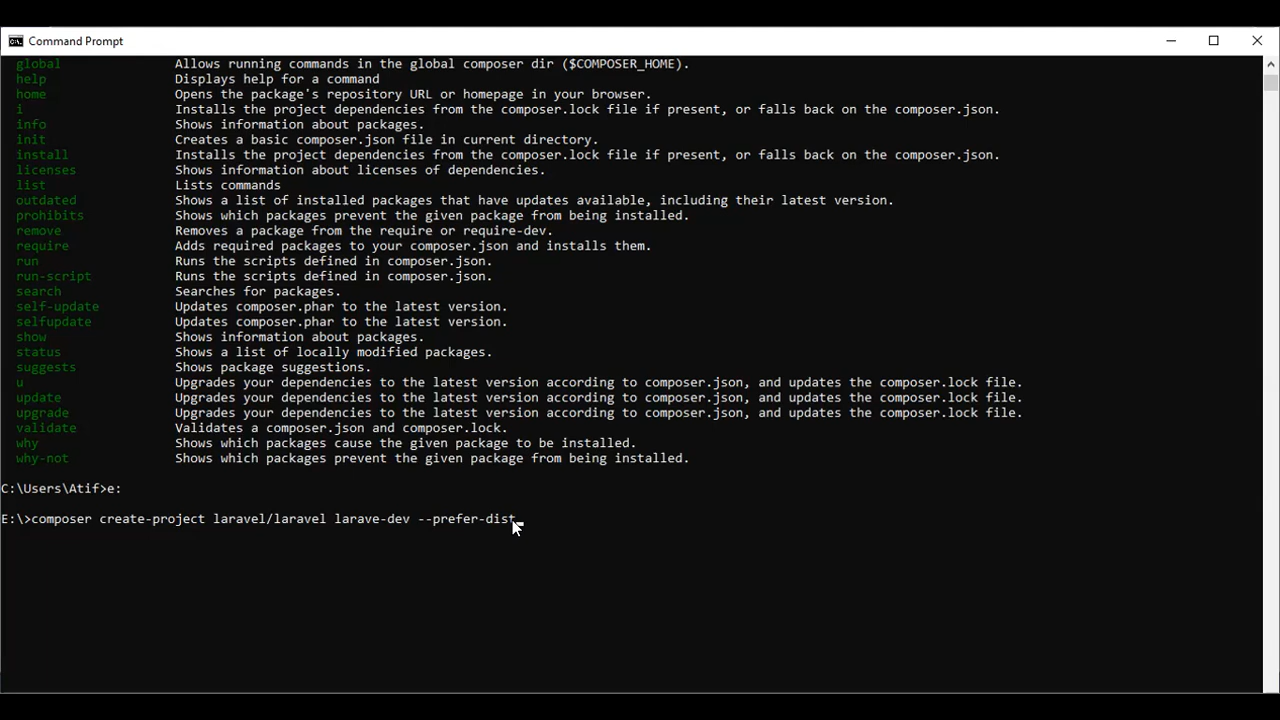 Command Prompt
global Allows running commands in the global composer dir ($COMPOSER_HOME).
help Displays help for a command
home Opens the package's repository URL or homepage in your browser.
i Installs the project dependencies from the composer.lock file if present, or falls back on the composer.json.
info Shows information about packages.
init Creates a basic composer.json file in current directory.
install Installs the project dependencies from the composer.lock file if present, or falls back on the composer.json.
licenses Shows information about licenses of dependencies.
list Lists commands
outdated Shows a list of installed packages that have updates available, including their latest version.
prohibits Shows which packages prevent the given package from being installed.
remove Removes a package from the require or require-dev.
require Adds required packages to your composer.json and installs them.
run Runs the scripts defined in composer.json.
run-script Runs the scripts defined in composer.json.
search Searches for packages.
self-update Updates composer.phar to the latest version.
selfupdate Updates composer.phar to the latest version.
show Shows information about packages.
status Shows a list of locally modified packages.
suggests Shows package suggestions.
u Upgrades your dependencies to the latest version according to composer.json, and updates the composer.lock file.
update Upgrades your dependencies to the latest version according to composer.json, and updates the composer.lock file.
upgrade Upgrades your dependencies to the latest version according to composer.json, and updates the composer.lock file.
validate Validates a composer.json and composer.lock.
why Shows which packages cause the given package to be installed.
why-not Shows which packages prevent the given package from being installed.
C:\Users\Atif>e:
E:\>composer create-project laravel/laravel larave-dev --prefer-dist